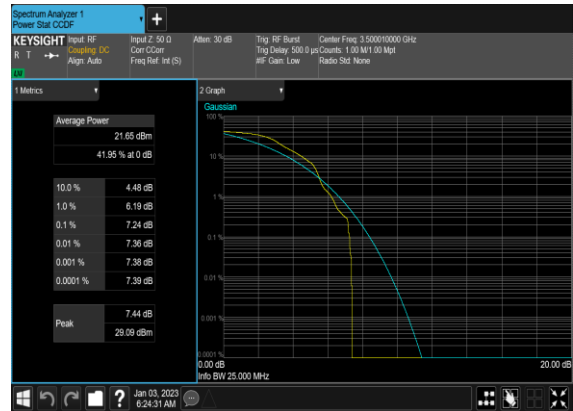 Spectrum Analyzer 1
Power Stat CCDF
+
KEYSIGHT
R T
LW
Input: RF
Coupling: DC
Align: Auto
Input Z: 50 Ω
Corr CCorr
Freq Ref: Int (S)
Atten: 30 dB
Trig: RF Burst
Trig Delay: 500.0 µs
#IF Gain: Low
Center Freq: 3.500010000 GHz
Counts: 1.00 M/1.00 Mpt
Radio Std: None
1 Metrics
Average Power
21.65 dBm
41.95 % at 0 dB
10.0 % 4.48 dB
1.0 % 6.19 dB
0.1 % 7.24 dB
0.01 % 7.36 dB
0.001 % 7.38 dB
0.0001 % 7.39 dB
Peak
7.44 dB
29.09 dBm
2 Graph
Gaussian
100 %
10 %
1 %
0.1 %
0.01 %
0.001 %
0.0001 %
0.00 dB
20.00 dB
Info BW 25.000 MHz
?
Jan 03, 2023
6:24:31 AM